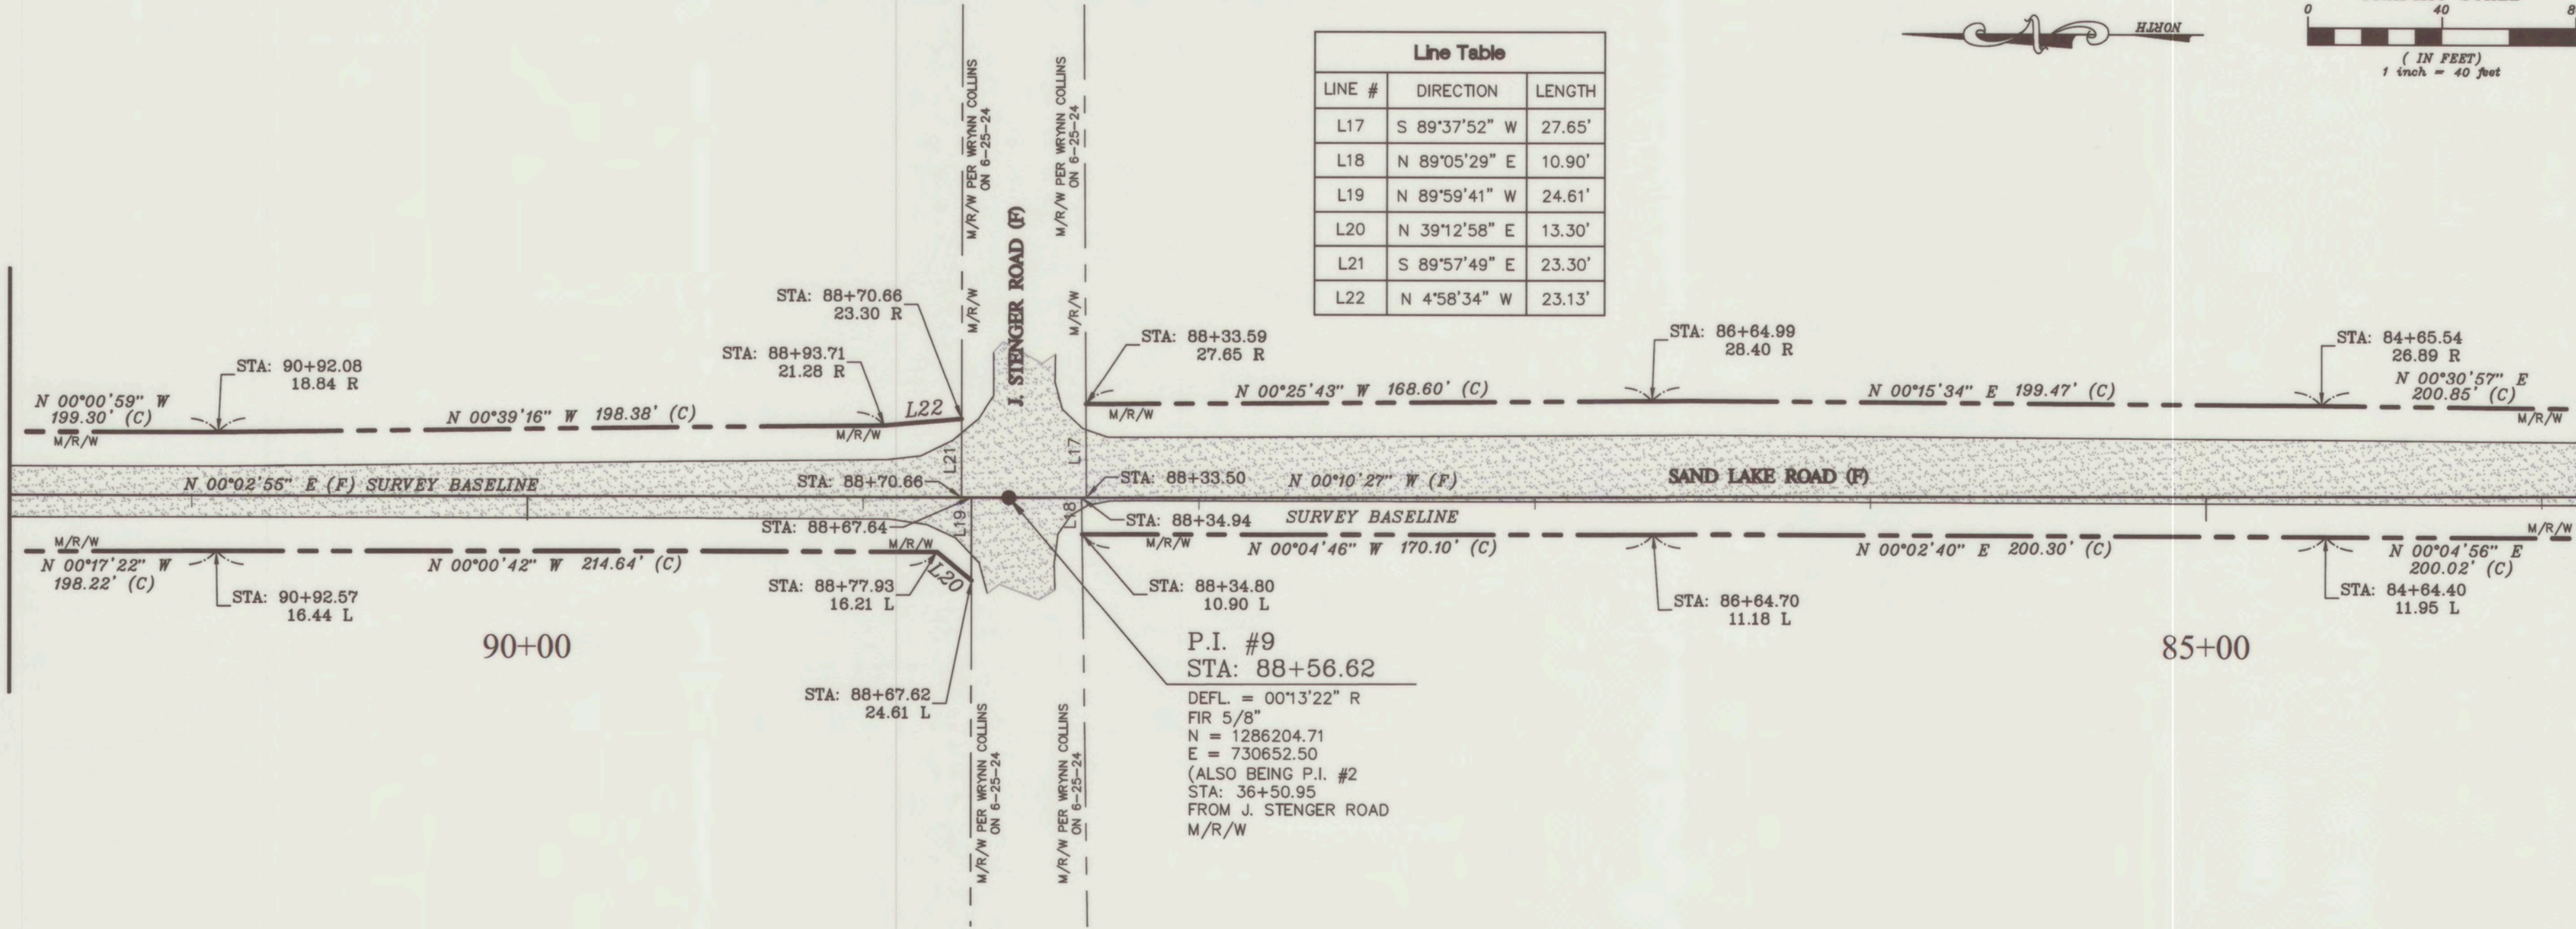 M/R/W PER WRYNN COLLINS
ON 6-25-24
M/R/W PER WRYNN COLLINS
ON 6-25-24
M/R/W
M/R/W
J. STENGER ROAD (F)
Line Table
LINE # DIRECTION LENGTH
L17 S 89°37'52" W 27.65'
L18 N 89°05'29" E 10.90'
L19 N 89°59'41" W 24.61'
L20 N 39°12'58" E 13.30'
L21 S 89°57'49" E 23.30'
L22 N 4°58'34" W 23.13'
NORTH
0 40
( IN FEET)
1 inch = 40 feet
STA: 88+70.66
23.30 R
STA: 88+93.71
21.28 R
STA: 90+92.08
18.84 R
STA: 88+33.59
27.65 R
STA: 86+64.99
28.40 R
STA: 84+65.54
26.89 R
N 00°00'59" W
199.30' (C)
M/R/W
N 00°39'16" W 198.38' (C)
M/R/W
L22
M/R/W
N 00°25'43" W 168.60' (C)
N 00°15'34" E 199.47' (C)
N 00°30'57" E
200.85' (C)
M/R/W
L21
L17
N 00°02'55" E (F) SURVEY BASELINE
STA: 88+70.66
STA: 88+33.50
N 00°10'27" W (F)
SAND LAKE ROAD (F)
STA: 88+67.64
L19
L18
STA: 88+34.94
SURVEY BASELINE
M/R/W
N 00°17'22" W
198.22' (C)
N 00°00'42" W 214.64' (C)
M/R/W
L20
M/R/W
N 00°04'46" W 170.10' (C)
N 00°02'40" E 200.30' (C)
M/R/W
N 00°04'56" E
200.02' (C)
STA: 90+92.57
16.44 L
STA: 88+77.93
16.21 L
STA: 88+34.80
10.90 L
STA: 86+64.70
11.18 L
STA: 84+64.40
11.95 L
90+00
85+00
STA: 88+67.62
24.61 L
P.I. #9
STA: 88+56.62
DEFL. = 00°13'22" R
FIR 5/8"
N = 1286204.71
E = 730652.50
(ALSO BEING P.I. #2
STA: 36+50.95
FROM J. STENGER ROAD
M/R/W
M/R/W PER WRYNN COLLINS
ON 6-25-24
M/R/W PER WRYNN COLLINS
ON 6-25-24